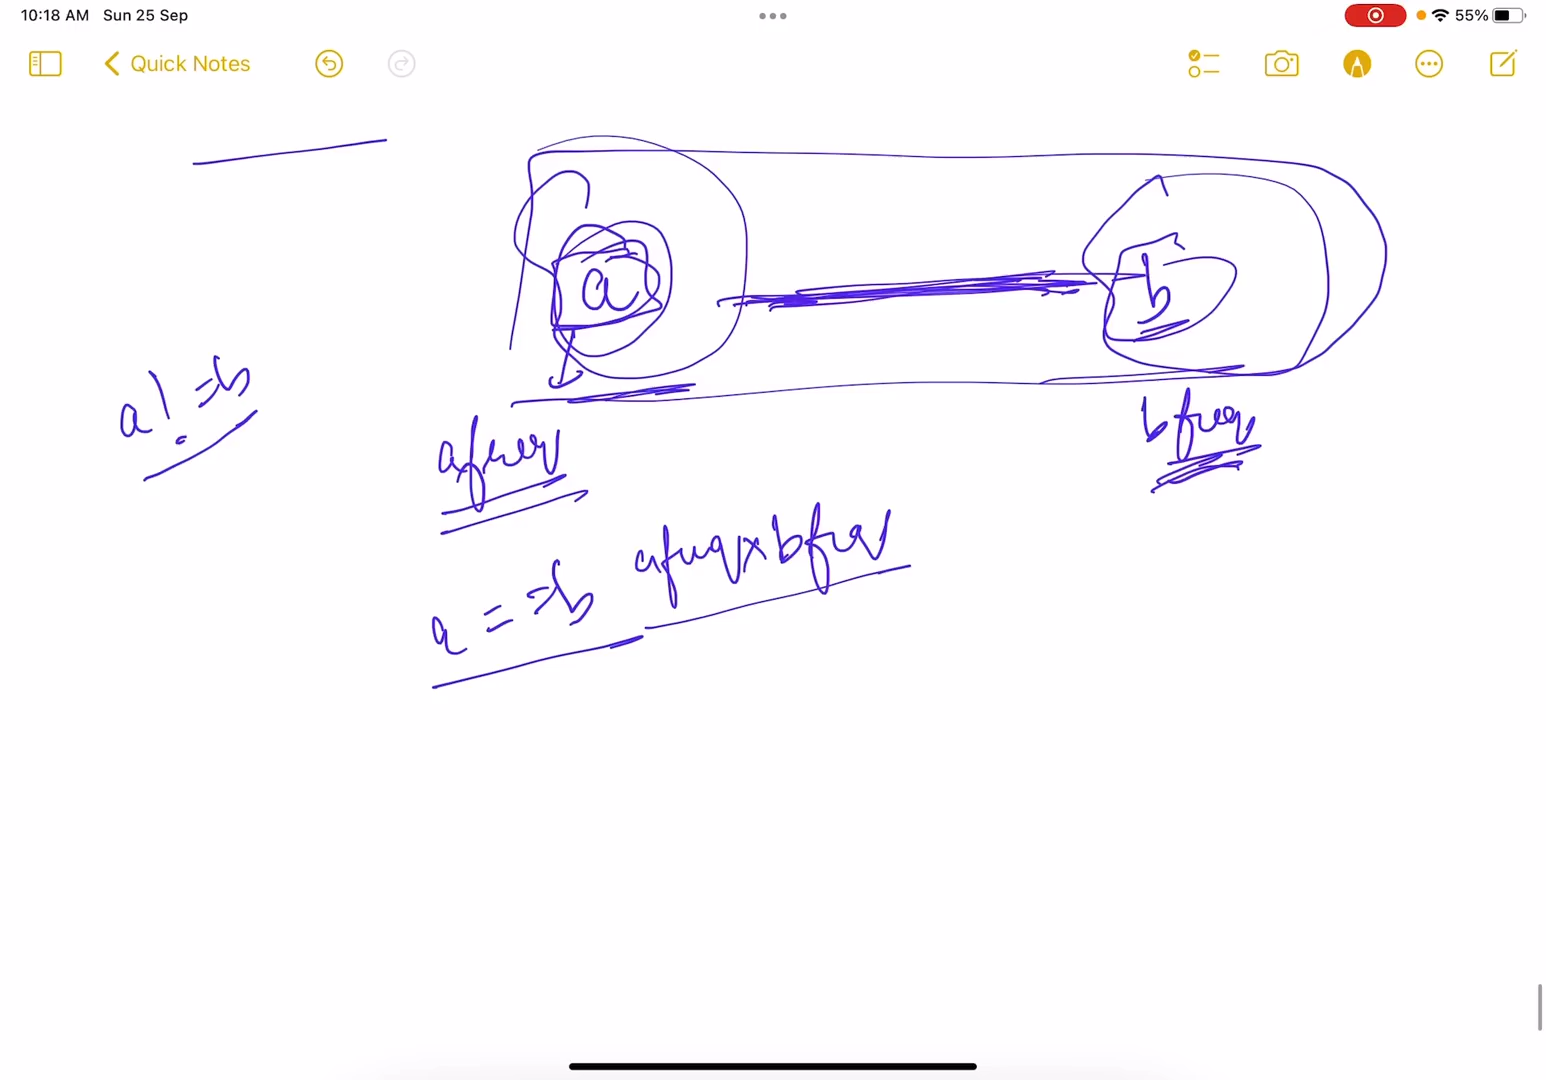 10:18 AM Sun 25 Sep
55%
Quick Notes
a
b
a! =b
afreq
bfreq
afreq×bfreq
a = =b